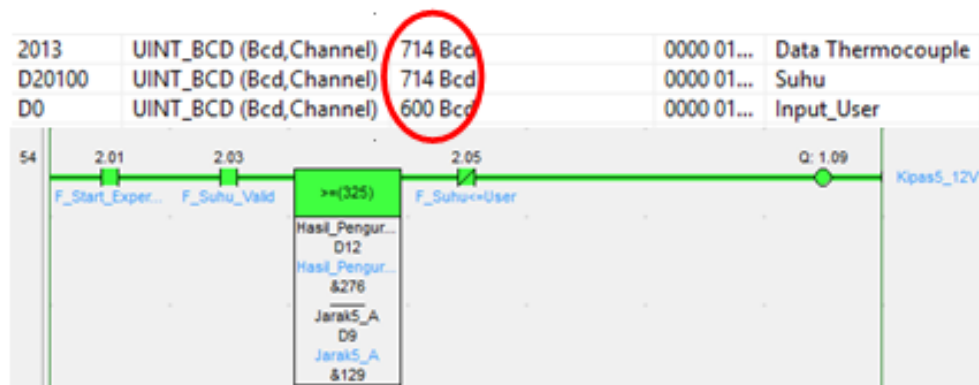 2013 UINT_BCD (Bcd,Channel) 714 Bcd 0000 01... Data Thermocouple
D20100 UINT_BCD (Bcd,Channel) 714 Bcd 0000 01... Suhu
D0 UINT_BCD (Bcd,Channel) 600 Bcd 0000 01... Input_User
54 2.01 2.03 2.05 Q: 1.09
F_Start_Exper... F_Suhu_Valid >=(325) F_Suhu<=User Kipas5_12V
Hasil_Pengur...
D12
Hasil_Pengur...
&276
Jarak5_A
D9
Jarak5_A
&129